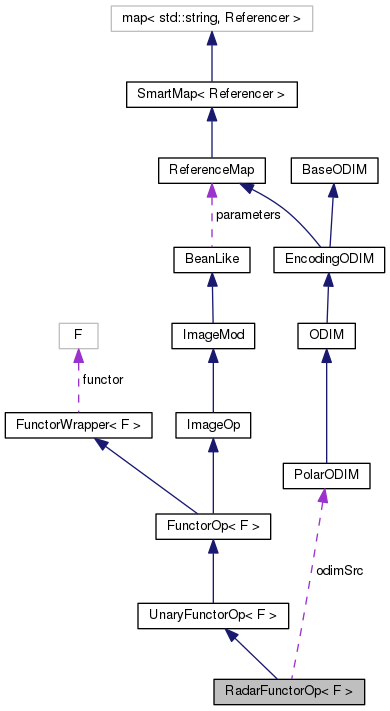 map< std::string, Referencer >
SmartMap< Referencer >
ReferenceMap
BaseODIM
parameters
BeanLike
EncodingODIM
F
ImageMod
ODIM
functor
FunctorWrapper< F >
ImageOp
PolarODIM
FunctorOp< F >
odimSrc
UnaryFunctorOp< F >
RadarFunctorOp< F >